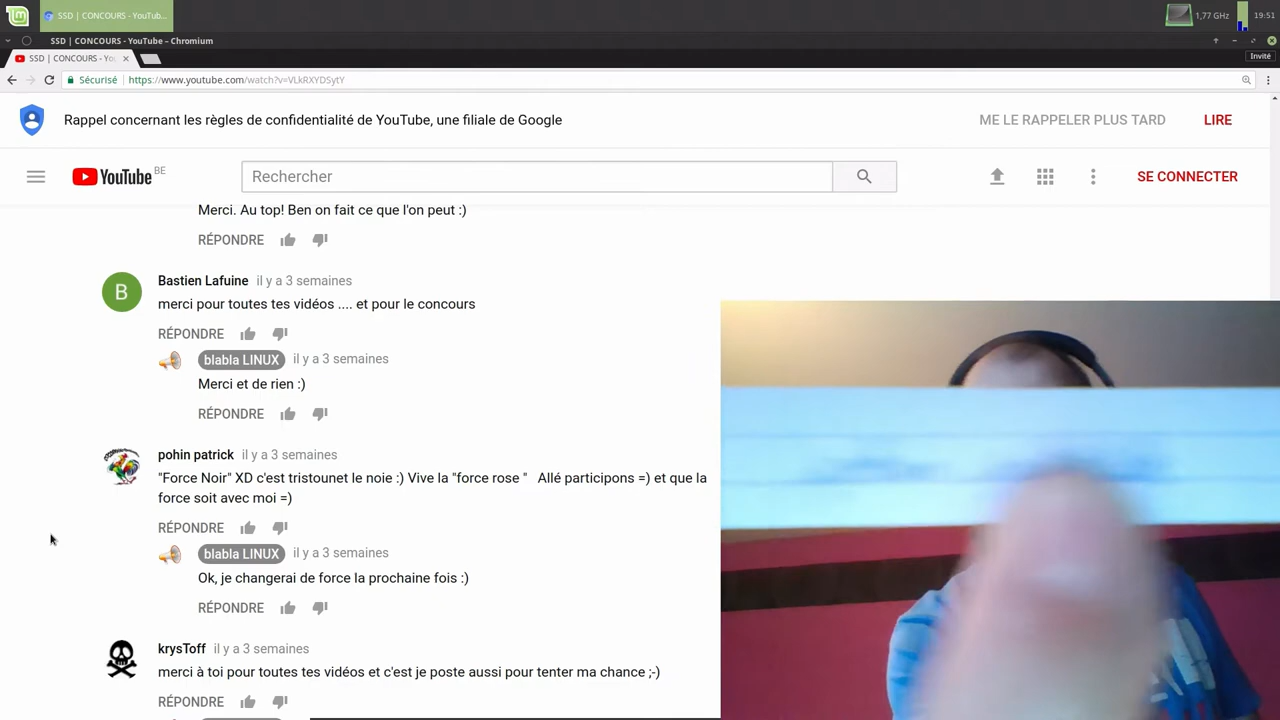 SSD | CONCOURS - YouTub...
1,77 GHz
19:51
SSD | CONCOURS - YouTube - Chromium
SSD | CONCOURS - Yo
Invité
Sécurisé
https://www.youtube.com/watch?v=VLkRXYDSytY
Rappel concernant les règles de confidentialité de YouTube, une filiale de Google
ME LE RAPPELER PLUS TARD
LIRE
YouTube BE
Rechercher
SE CONNECTER
Merci. Au top! Ben on fait ce que l'on peut :)
RÉPONDRE
B
Bastien Lafuine il y a 3 semaines
merci pour toutes tes vidéos .... et pour le concours
RÉPONDRE
blabla LINUX il y a 3 semaines
Merci et de rien :)
RÉPONDRE
pohin patrick il y a 3 semaines
"Force Noir" XD c'est tristounet le noie :) Vive la "force rose " Allé participons =) et que la
force soit avec moi =)
RÉPONDRE
blabla LINUX il y a 3 semaines
Ok, je changerai de force la prochaine fois :)
RÉPONDRE
krysToff il y a 3 semaines
merci à toi pour toutes tes vidéos et c'est je poste aussi pour tenter ma chance ;-)
RÉPONDRE